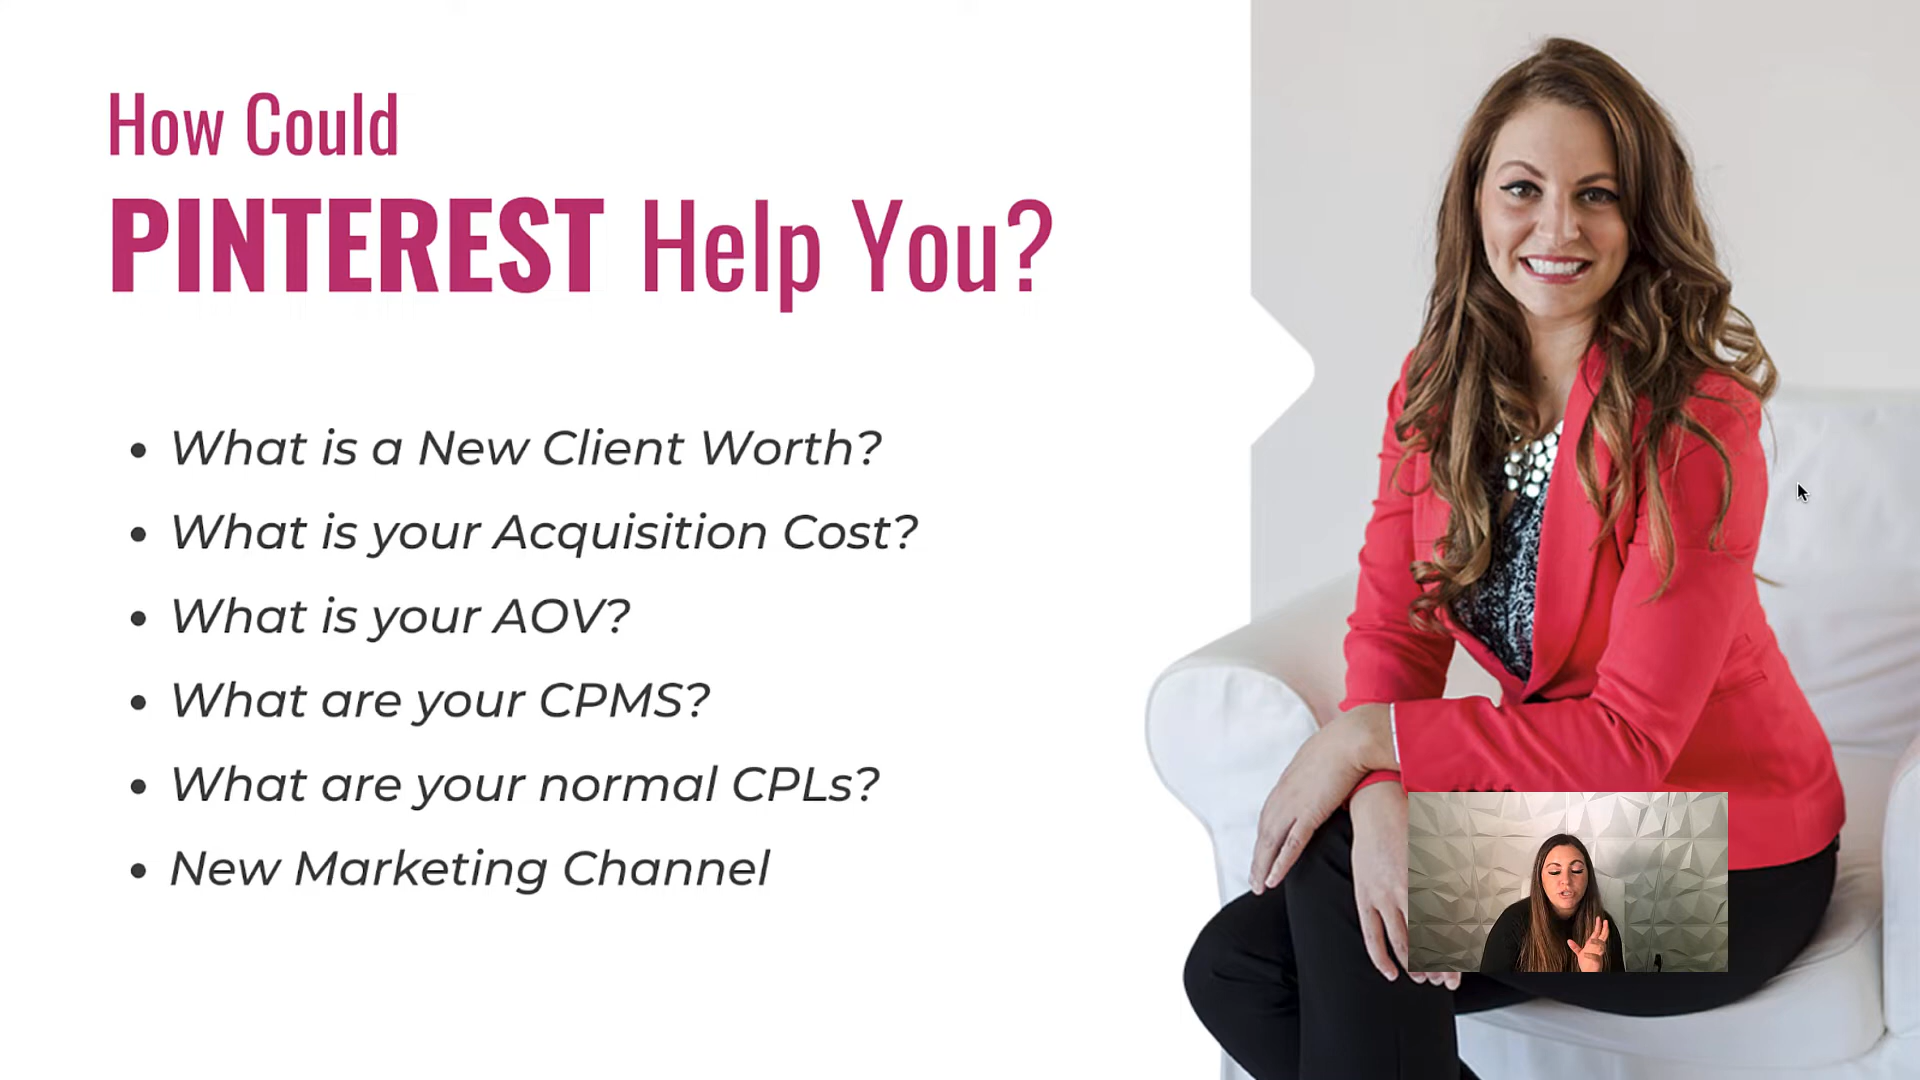 How Could
PINTEREST Help You?
• What is a New Client Worth?
• What is your Acquisition Cost?
• What is your AOV?
• What are your CPMS?
• What are your normal CPLs?
• New Marketing Channel